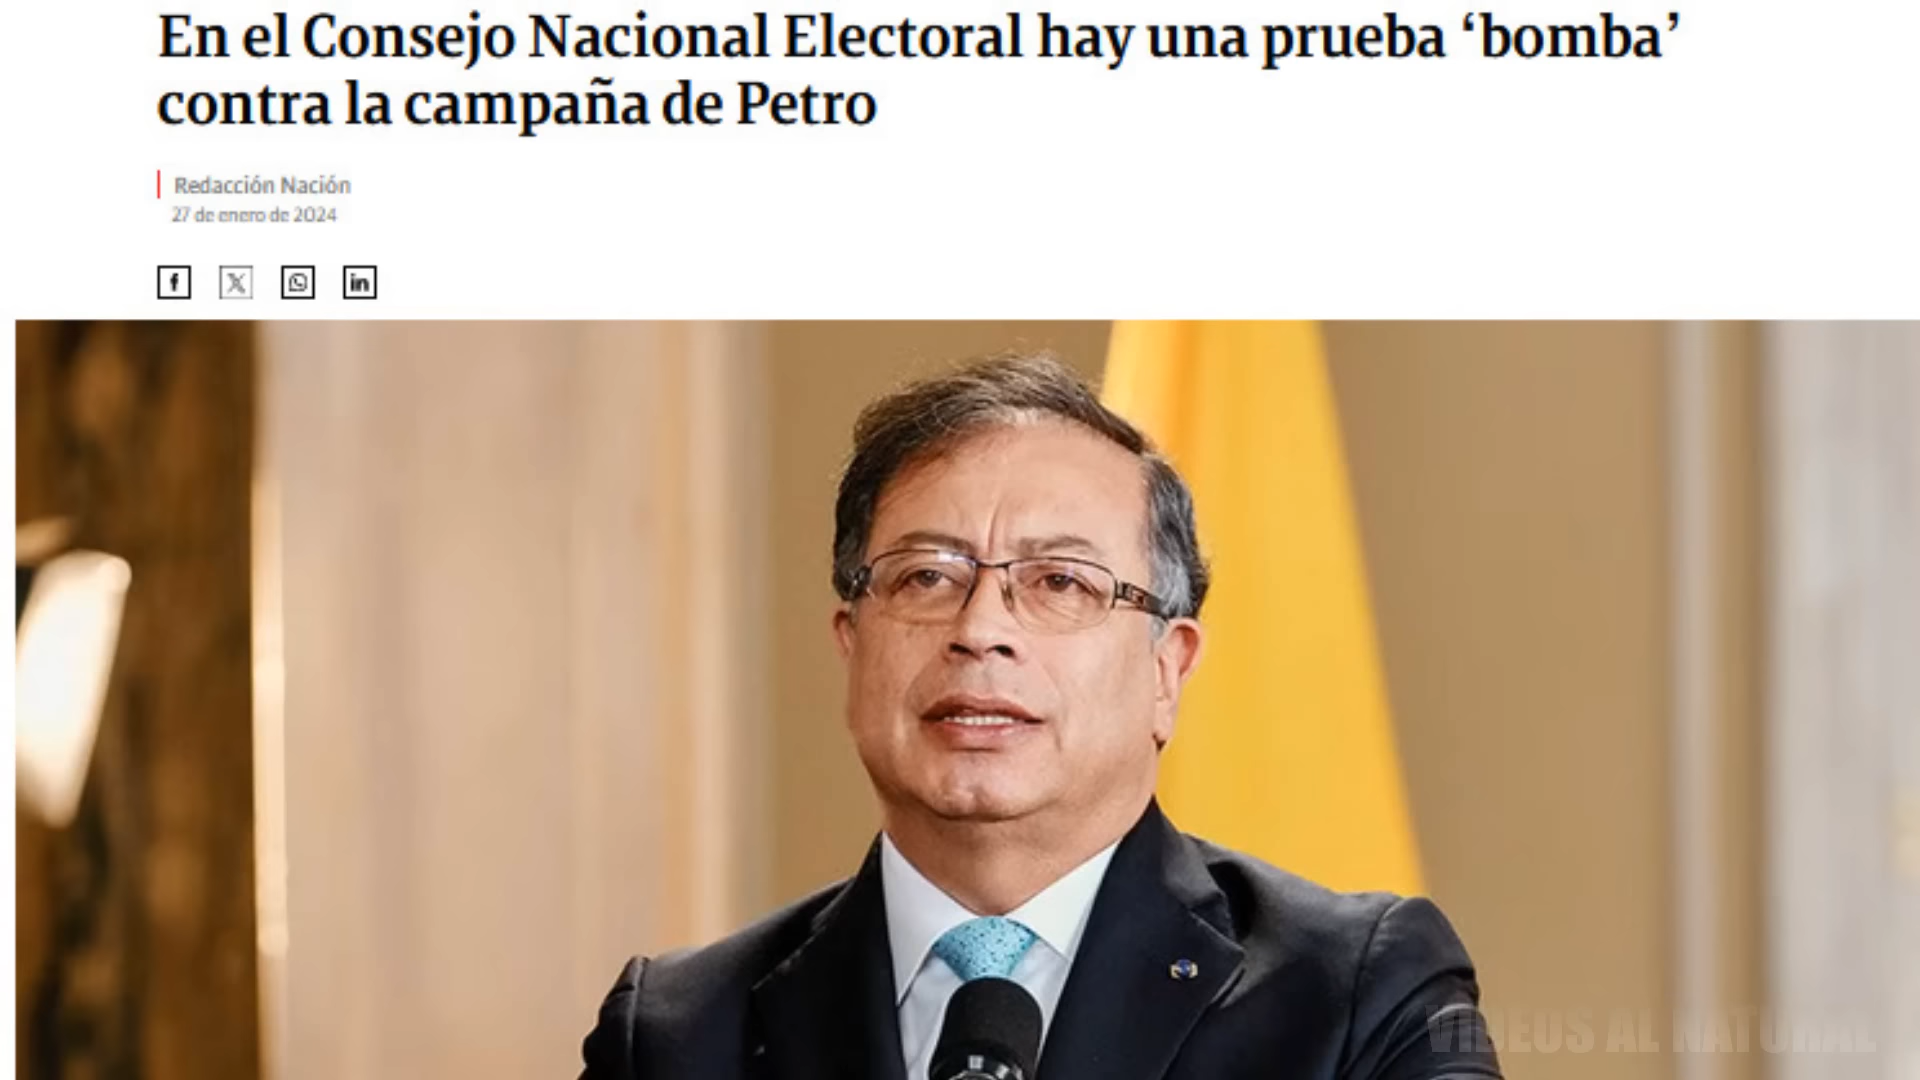 En el Consejo Nacional Electoral hay una prueba ‘bomba’
contra la campaña de Petro
Redacción Nación
27 de enero de 2024
VIDEOS AL NATURAL